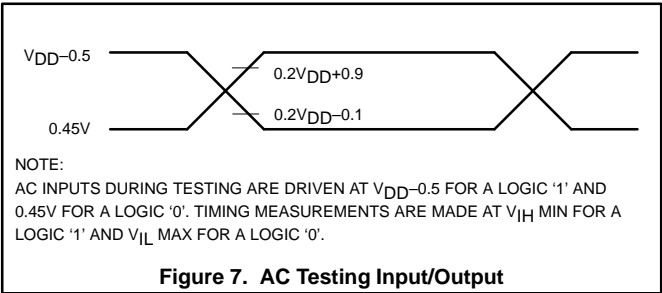 VDD–0.5
0.2VDD+0.9
0.2VDD–0.1
0.45V
NOTE:
AC INPUTS DURING TESTING ARE DRIVEN AT VDD–0.5 FOR A LOGIC ‘1’ AND
0.45V FOR A LOGIC ‘0’. TIMING MEASUREMENTS ARE MADE AT VIH MIN FOR A
LOGIC ‘1’ AND VIL MAX FOR A LOGIC ‘0’.
Figure 7. AC Testing Input/Output